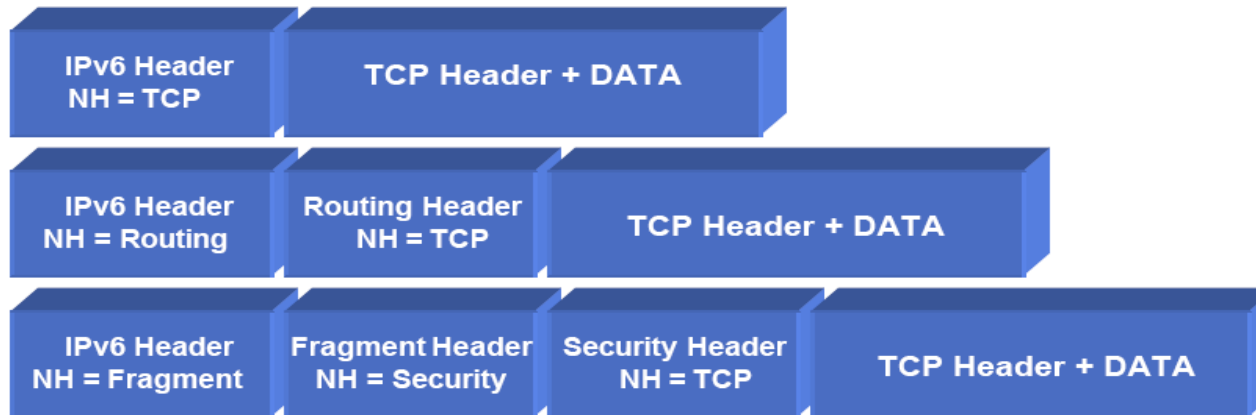 IPv6 Header
NH = TCP
TCP Header + DATA
IPv6 Header
NH = Routing
Routing Header
NH = TCP
TCP Header + DATA
IPv6 Header
NH = Fragment
Fragment Header
NH = Security
Security Header
NH = TCP
TCP Header + DATA